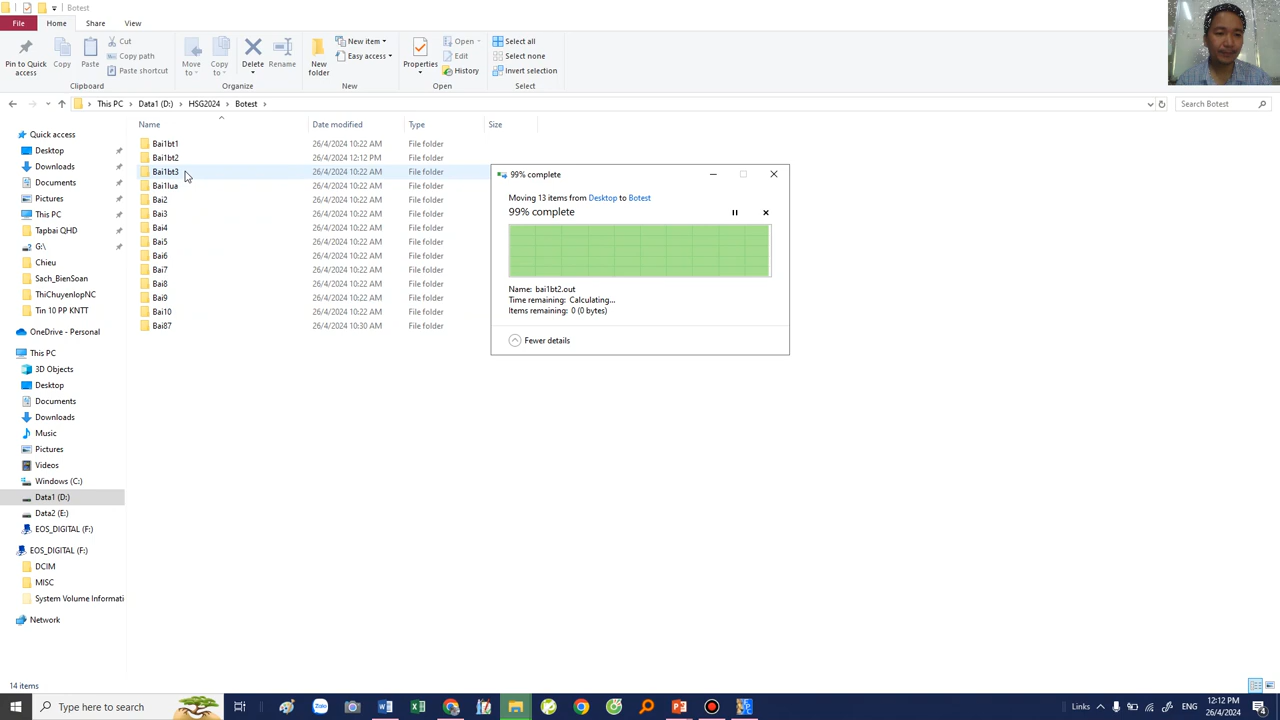 Botest
File
Home
Share
View
Pin to Quick access
Copy
Paste
Cut
Copy path
Paste shortcut
Clipboard
Move to
Copy to
Delete
Rename
Organize
New folder
New item
Easy access
New
Properties
Open
Edit
History
Open
Select all
Select none
Invert selection
Select
This PC
Data1 (D:)
HSG2024
Botest
Search Botest
Name
Date modified
Type
Size
Quick access
Desktop
Downloads
Documents
Pictures
This PC
Tapbai QHD
G:\
Chieu
Sach_BienSoan
ThiChuyenlopNC
Tin 10 PP KNTT
OneDrive - Personal
This PC
3D Objects
Desktop
Documents
Downloads
Music
Pictures
Videos
Windows (C:)
Data1 (D:)
Data2 (E:)
EOS_DIGITAL (F:)
EOS_DIGITAL (F:)
DCIM
MISC
System Volume Informati
Network
Bai1bt1 26/4/2024 10:22 AM File folder
Bai1bt2 26/4/2024 12:12 PM File folder
Bai1bt3 26/4/2024 10:22 AM File folder
Bai1lua 26/4/2024 10:22 AM File folder
Bai2 26/4/2024 10:22 AM File folder
Bai3 26/4/2024 10:22 AM File folder
Bai4 26/4/2024 10:22 AM File folder
Bai5 26/4/2024 10:22 AM File folder
Bai6 26/4/2024 10:22 AM File folder
Bai7 26/4/2024 10:22 AM File folder
Bai8 26/4/2024 10:22 AM File folder
Bai9 26/4/2024 10:22 AM File folder
Bai10 26/4/2024 10:22 AM File folder
Bai87 26/4/2024 10:30 AM File folder
99% complete
Moving 13 items from Desktop to Botest
99% complete
Name: bai1bt2.out
Time remaining: Calculating...
Items remaining: 0 (0 bytes)
Fewer details
14 items
Type here to search
Zalo
Links
ENG
12:12 PM
26/4/2024
4